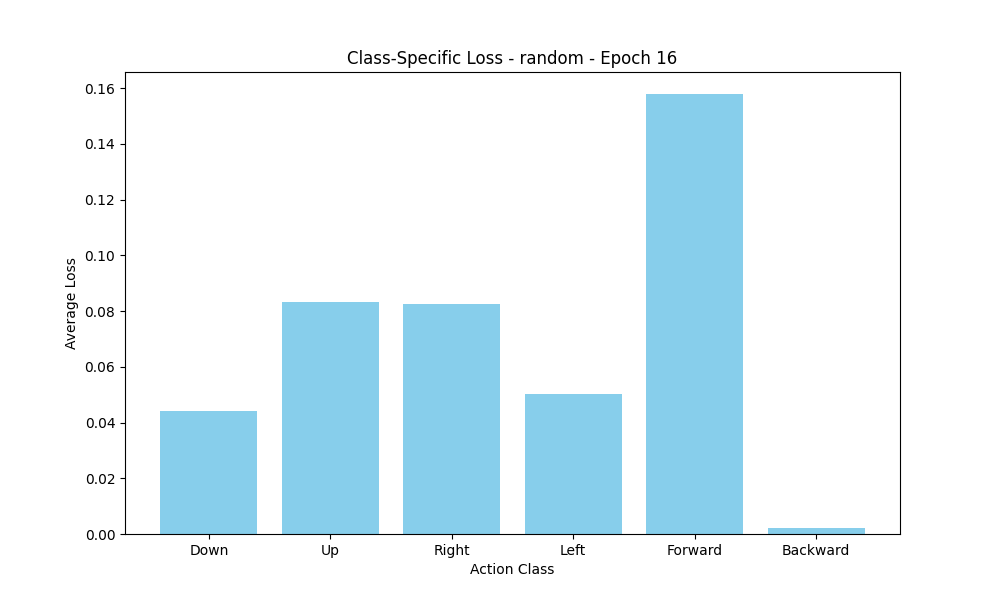 Class-Specific Loss - random - Epoch 16
Average Loss
0.16
0.14
0.12
0.10
0.08
0.06
0.04
0.02
0.00
Down Up Right Left Forward Backward
Action Class